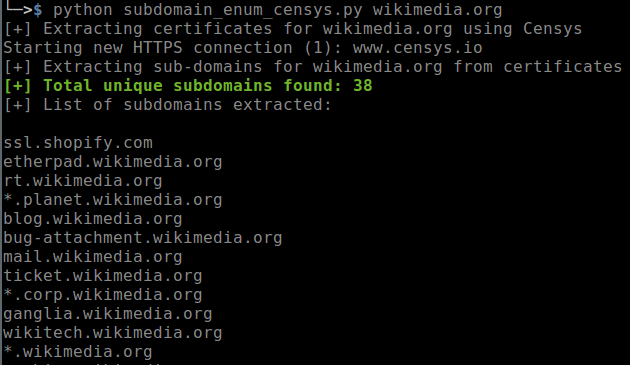 └─>$ python subdomain_enum_censys.py wikimedia.org
[+] Extracting certificates for wikimedia.org using Censys
Starting new HTTPS connection (1): www.censys.io
[+] Extracting sub-domains for wikimedia.org from certificates
[+] Total unique subdomains found: 38
[+] List of subdomains extracted:
ssl.shopify.com
etherpad.wikimedia.org
rt.wikimedia.org
*.planet.wikimedia.org
blog.wikimedia.org
bug-attachment.wikimedia.org
mail.wikimedia.org
ticket.wikimedia.org
*.corp.wikimedia.org
ganglia.wikimedia.org
wikitech.wikimedia.org
*.wikimedia.org